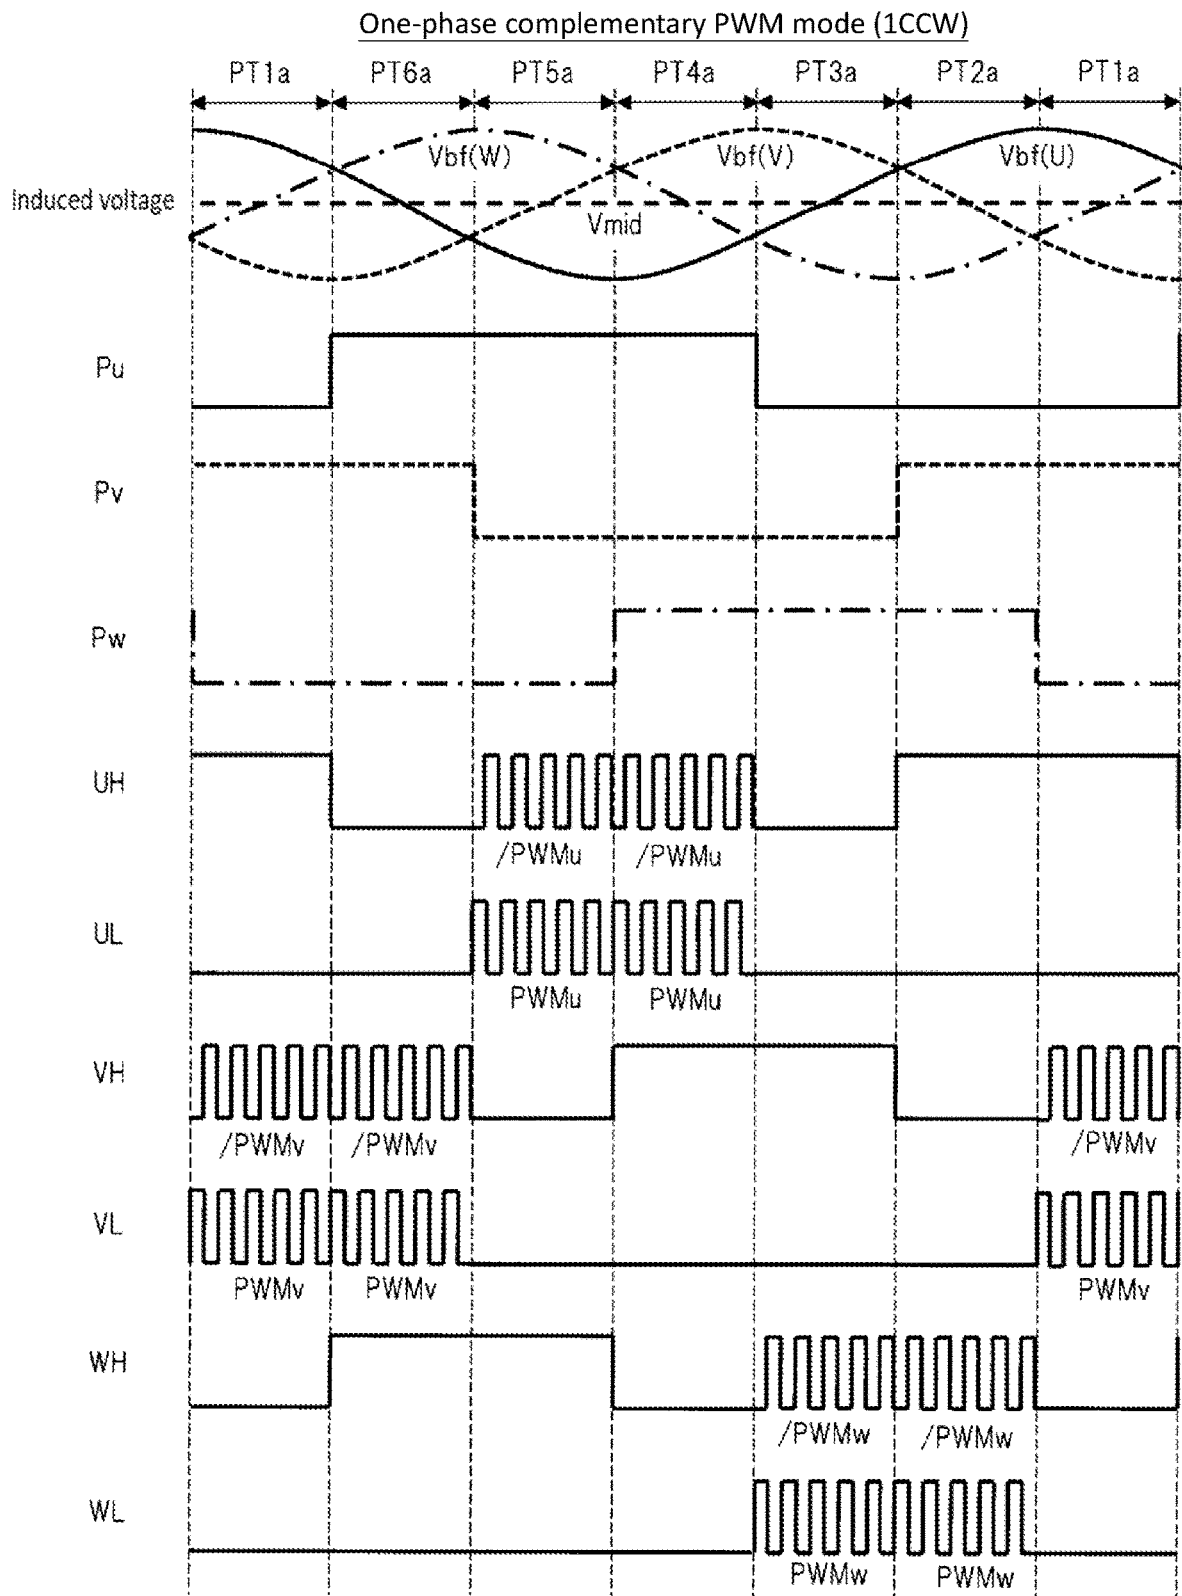 One-phase complementary PWM mode (1CCW)
PT1a PT6a PT5a PT4a PT3a PT2a PT1a
Vbf(W) Vbf(V) Vbf(U)
Induced voltage
Vmid
Pu
Pv
Pw
UH
/PWMu /PWMu
UL
PWMu PWMu
VH
/PWMv /PWMv /PWMv
VL
PWMv PWMv PWMv
WH
/PWMw /PWMw
WL
PWMw PWMw